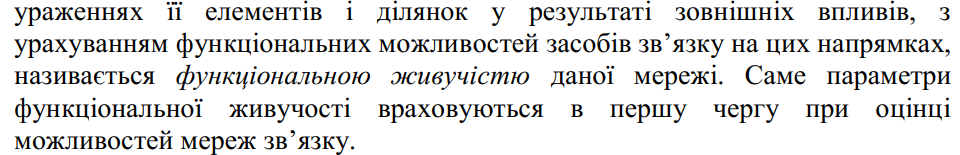 ураженнях її елементів і ділянок у результаті зовнішніх впливів, з
урахуванням функціональних можливостей засобів зв’язку на цих напрямках,
називається функціональною живучістю даної мережі. Саме параметри
функціональної живучості враховуються в першу чергу при оцінці
можливостей мереж зв’язку.